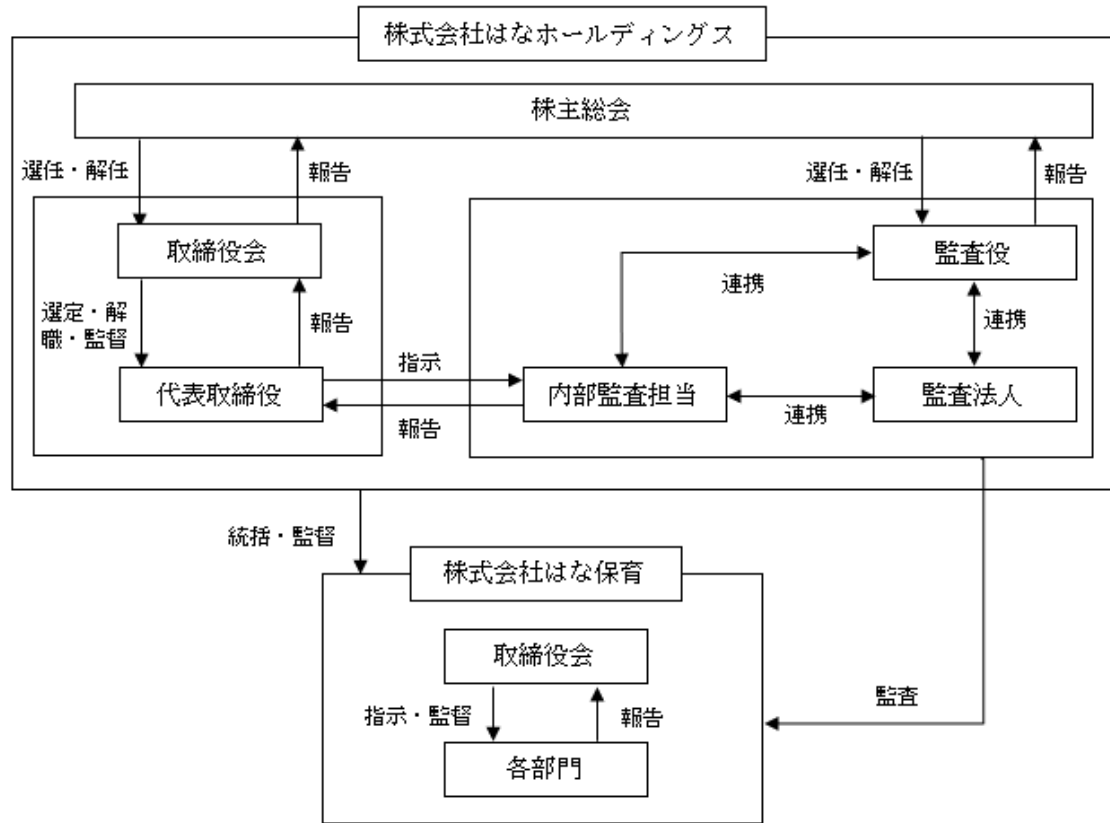 株式会社はなホールディングス
株主総会
選任・解任
報告
選任・解任
報告
取締役会
監査役
連携
選定・解
職・監督
報告
連携
指示
代表取締役
内部監査担当
監査法人
連携
報告
統括・監督
株式会社はな保育
取締役会
監査
指示・監督
報告
各部門